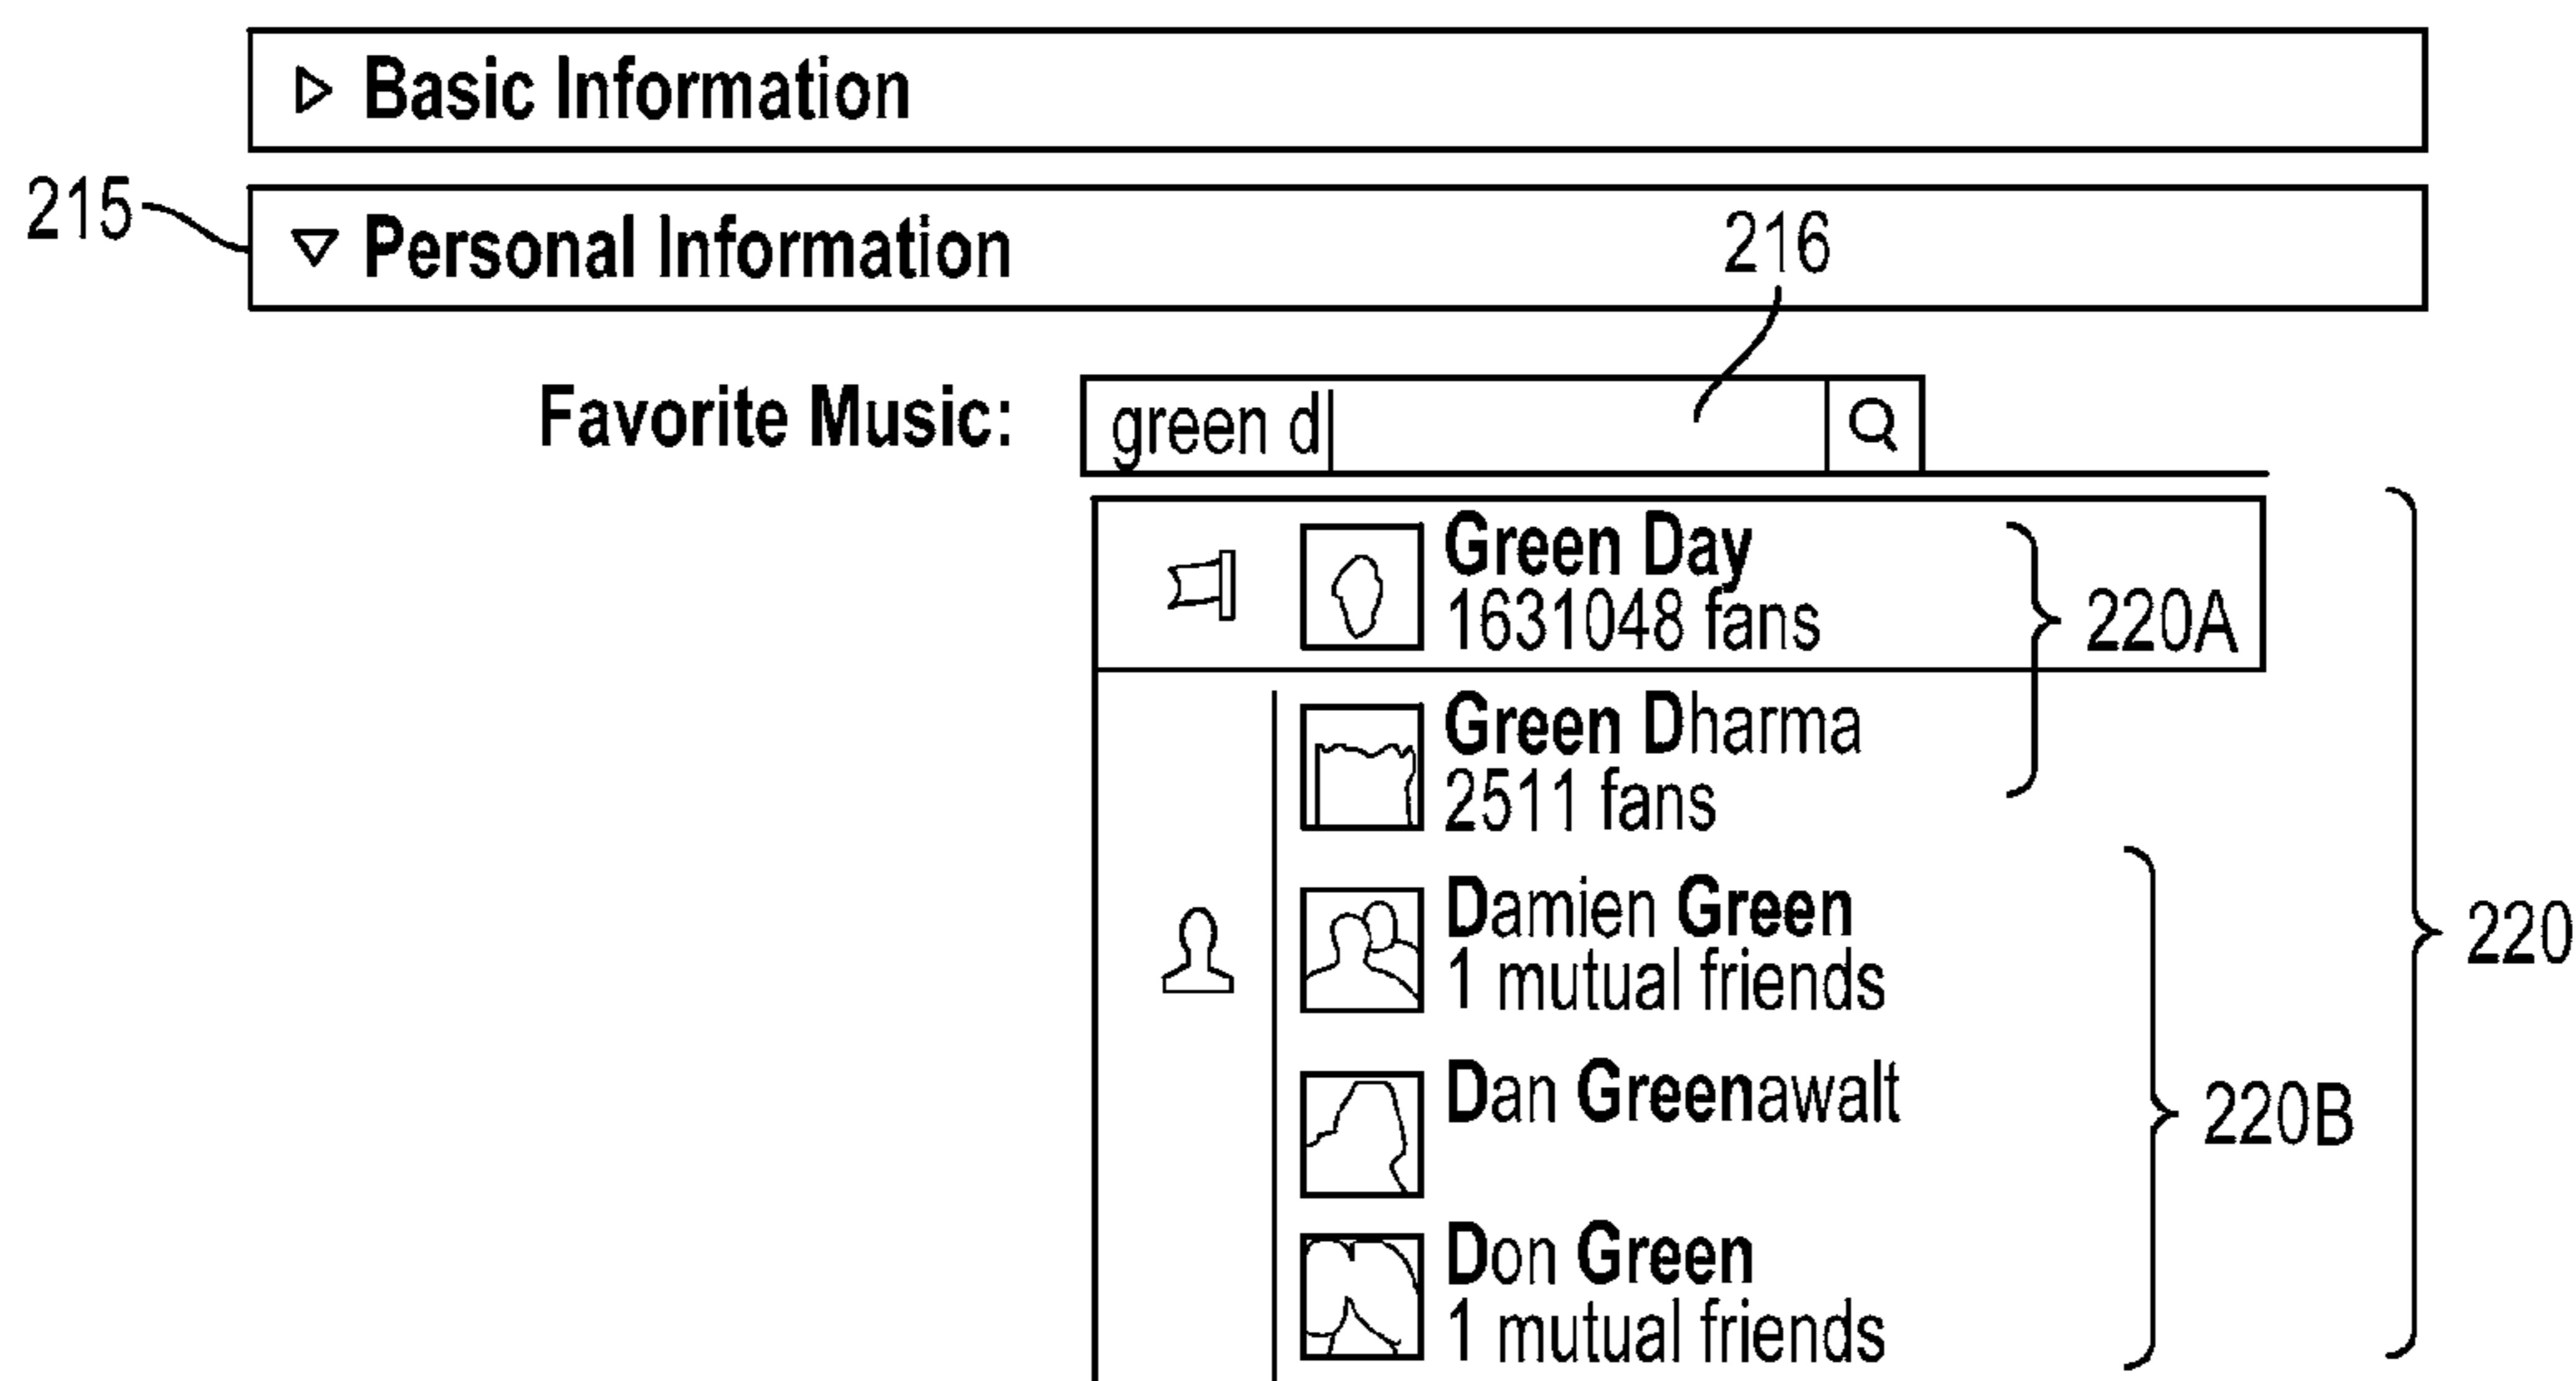 Basic Information
215
Personal Information
216
Favorite Music:
green d
Green Day
1631048 fans
220A
Green Dharma
2511 fans
Damien Green
1 mutual friends
220
Dan Greenawalt
220B
Don Green
1 mutual friends